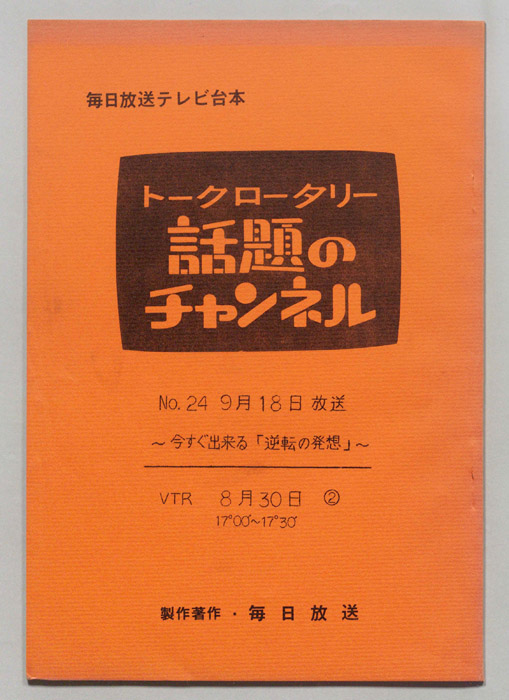 毎日放送テレビ台本
トークロータリー
話題の
チャンネル
No.24 9月18日 放送
～今すぐ出来る「逆転の発想」～
VTR 8月30日 ②
17°00'～17°30'
製作著作・毎日放送